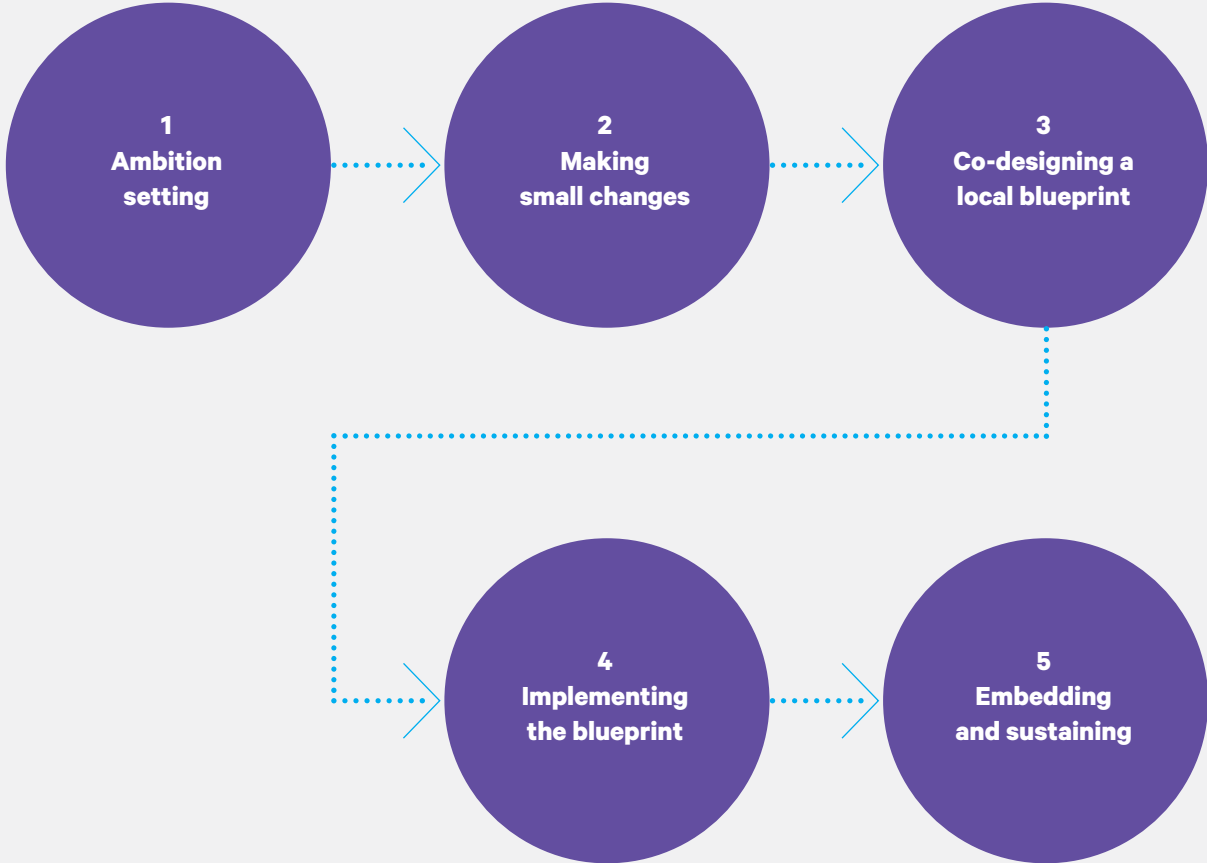 1
Ambition
setting
2
Making
small changes
3
Co-designing a
local blueprint
4
Implementing
the blueprint
5
Embedding
and sustaining